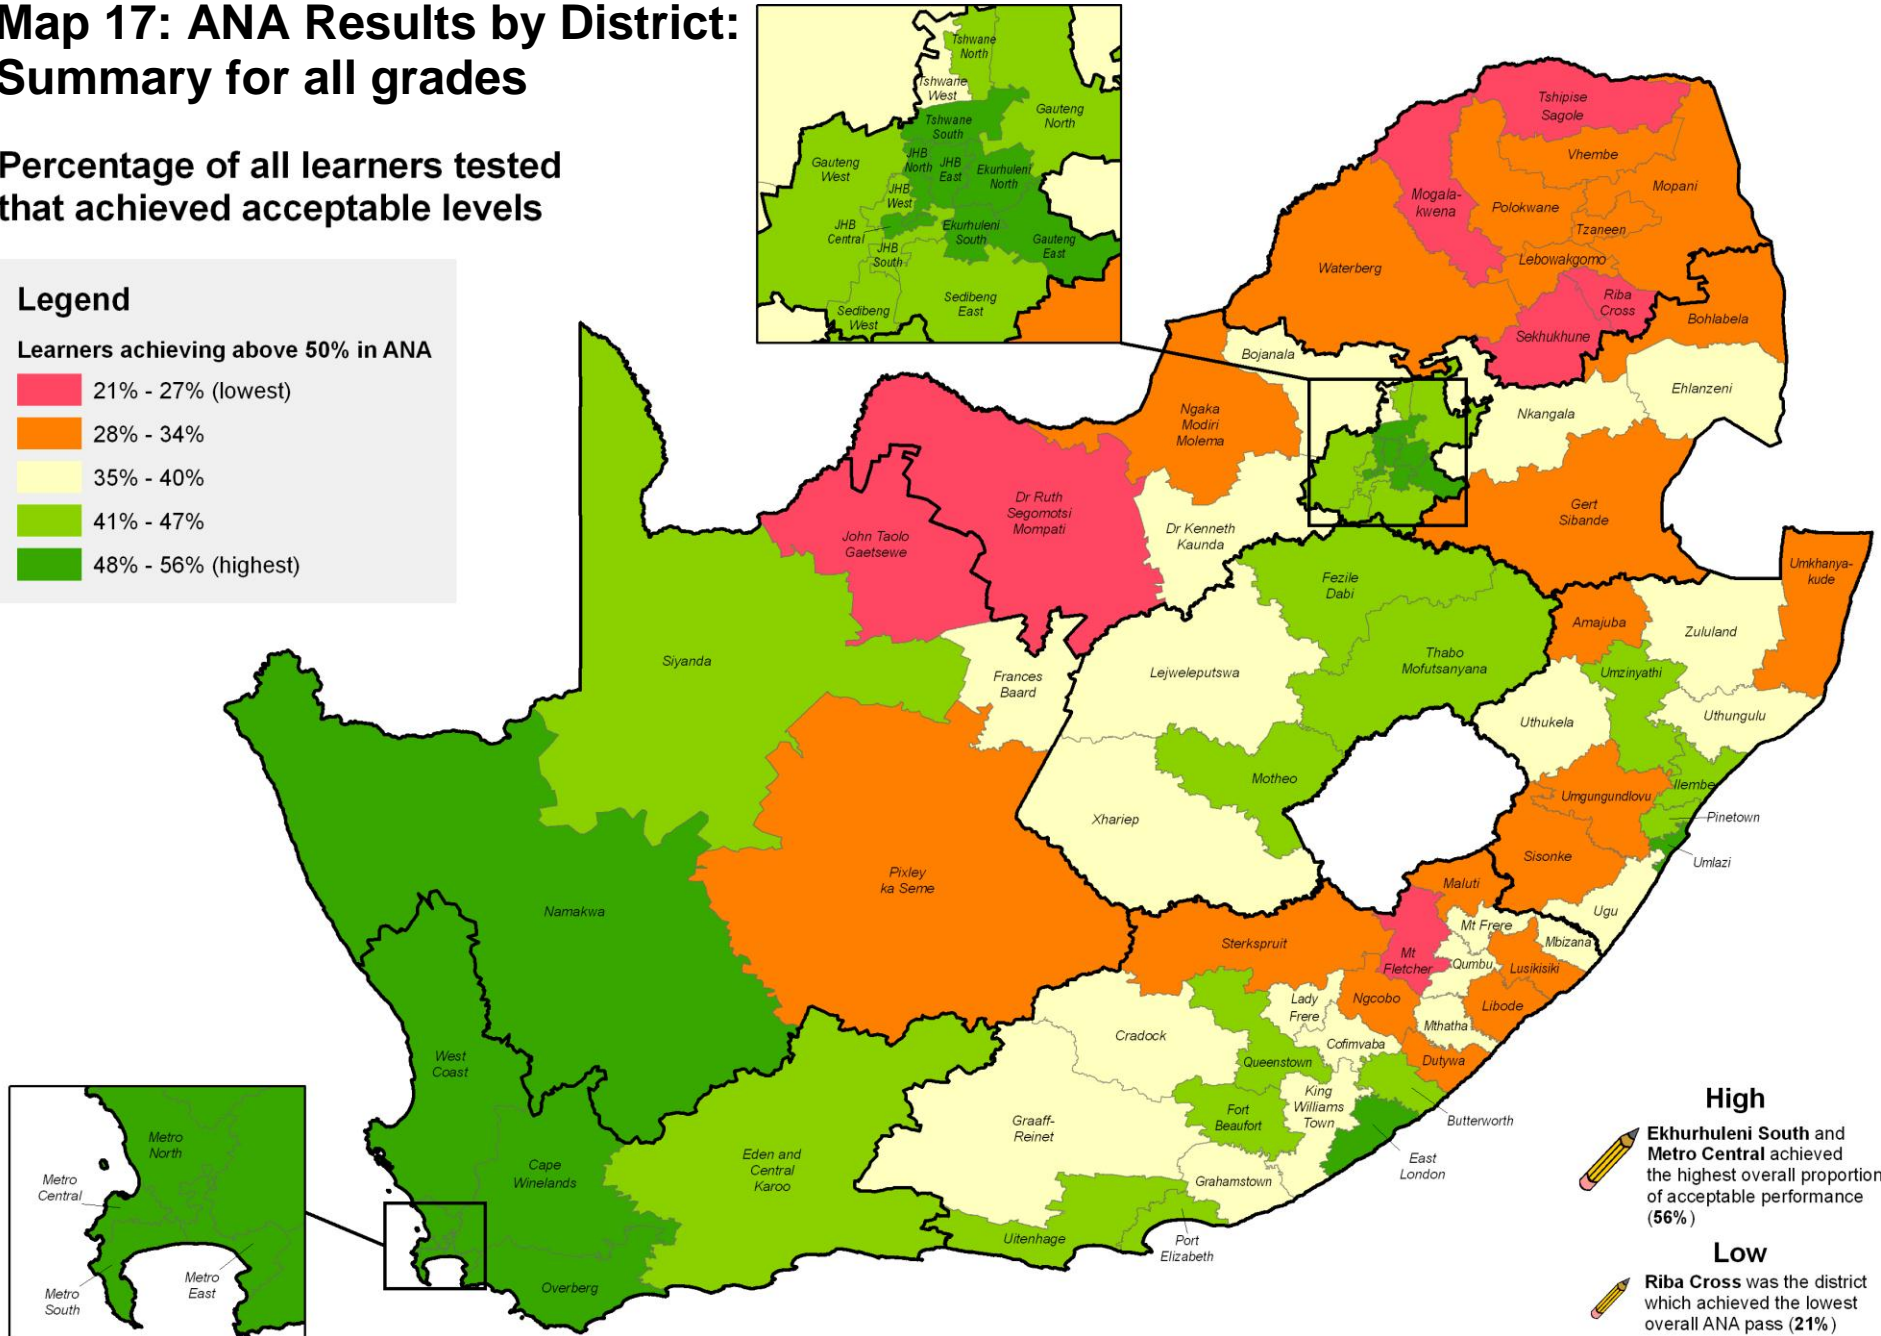 Map 17: ANA Results by District:
Summary for all grades
Percentage of all learners tested
that achieved acceptable levels
Legend
Learners achieving above 50% in ANA
21% - 27% (lowest)
28% - 34%
35% - 40%
41% - 47%
48% - 56% (highest)
Tshwane
North
Tshwane
West
Gauteng
North
Tshwane
South
JHB
North
JHB
East
Ekurhuleni
North
Gauteng
West
JHB
West
JHB
Central
Ekurhuleni
South
Gauteng
East
JHB
South
Sedibeng
East
Sedibeng
West
Tshipise
Sagole
Vhembe
Mopani
Mogala-
kwena
Polokwane
Tzaneen
Lebowakgomo
Waterberg
Riba
Cross
Bohlabela
Sekhukhune
Bojanala
Ehlanzeni
Nkangala
Ngaka
Modiri
Molema
Gert
Sibande
Dr Ruth
Segomotsi
Mompati
Dr Kenneth
Kaunda
John Taolo
Gaetsewe
Umkhanya-
kude
Fezile
Dabi
Amajuba
Zululand
Siyanda
Frances
Baard
Lejweleputswa
Thabo
Mofutsanyana
Umzinyathi
Uthukela
Uthungulu
Motheo
Ilembe
Umgungundlovu
Pinetown
Xhariep
Umlazi
Sisonke
Pixley
ka Seme
Maluti
Ugu
Namakwa
Mt Frere
Mbizana
Sterkspruit
Mt
Fletcher
Qumbu
Lusikisiki
Lady
Frere
Ngcobo
Libode
Mthatha
Cradock
Cofimvaba
Dutywa
Queenstown
West
Coast
King
Williams
Town
Fort
Beaufort
Butterworth
Graaff-
Reinet
East
London
Eden and
Central
Karoo
Cape
Winelands
Grahamstown
Uitenhage
Port
Elizabeth
Overberg
Metro
North
Metro
Central
Metro
East
Metro
South
High
Ekhurhuleni South and
Metro Central achieved
the highest overall proportion
of acceptable performance
(56%)
Low
Riba Cross was the district
which achieved the lowest
overall ANA pass (21%)